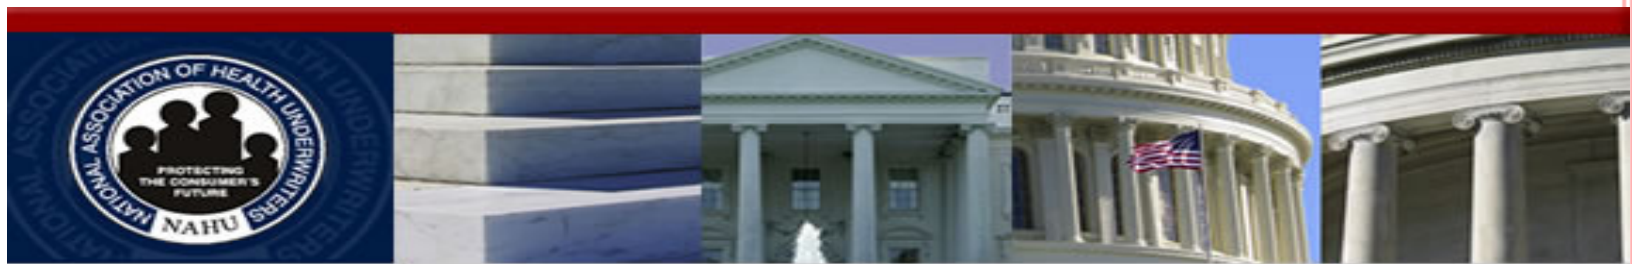 NATIONAL ASSOCIATION OF HEALTH UNDERWRITERS
PROTECTING
THE CONSUMER'S
FUTURE
NAHU